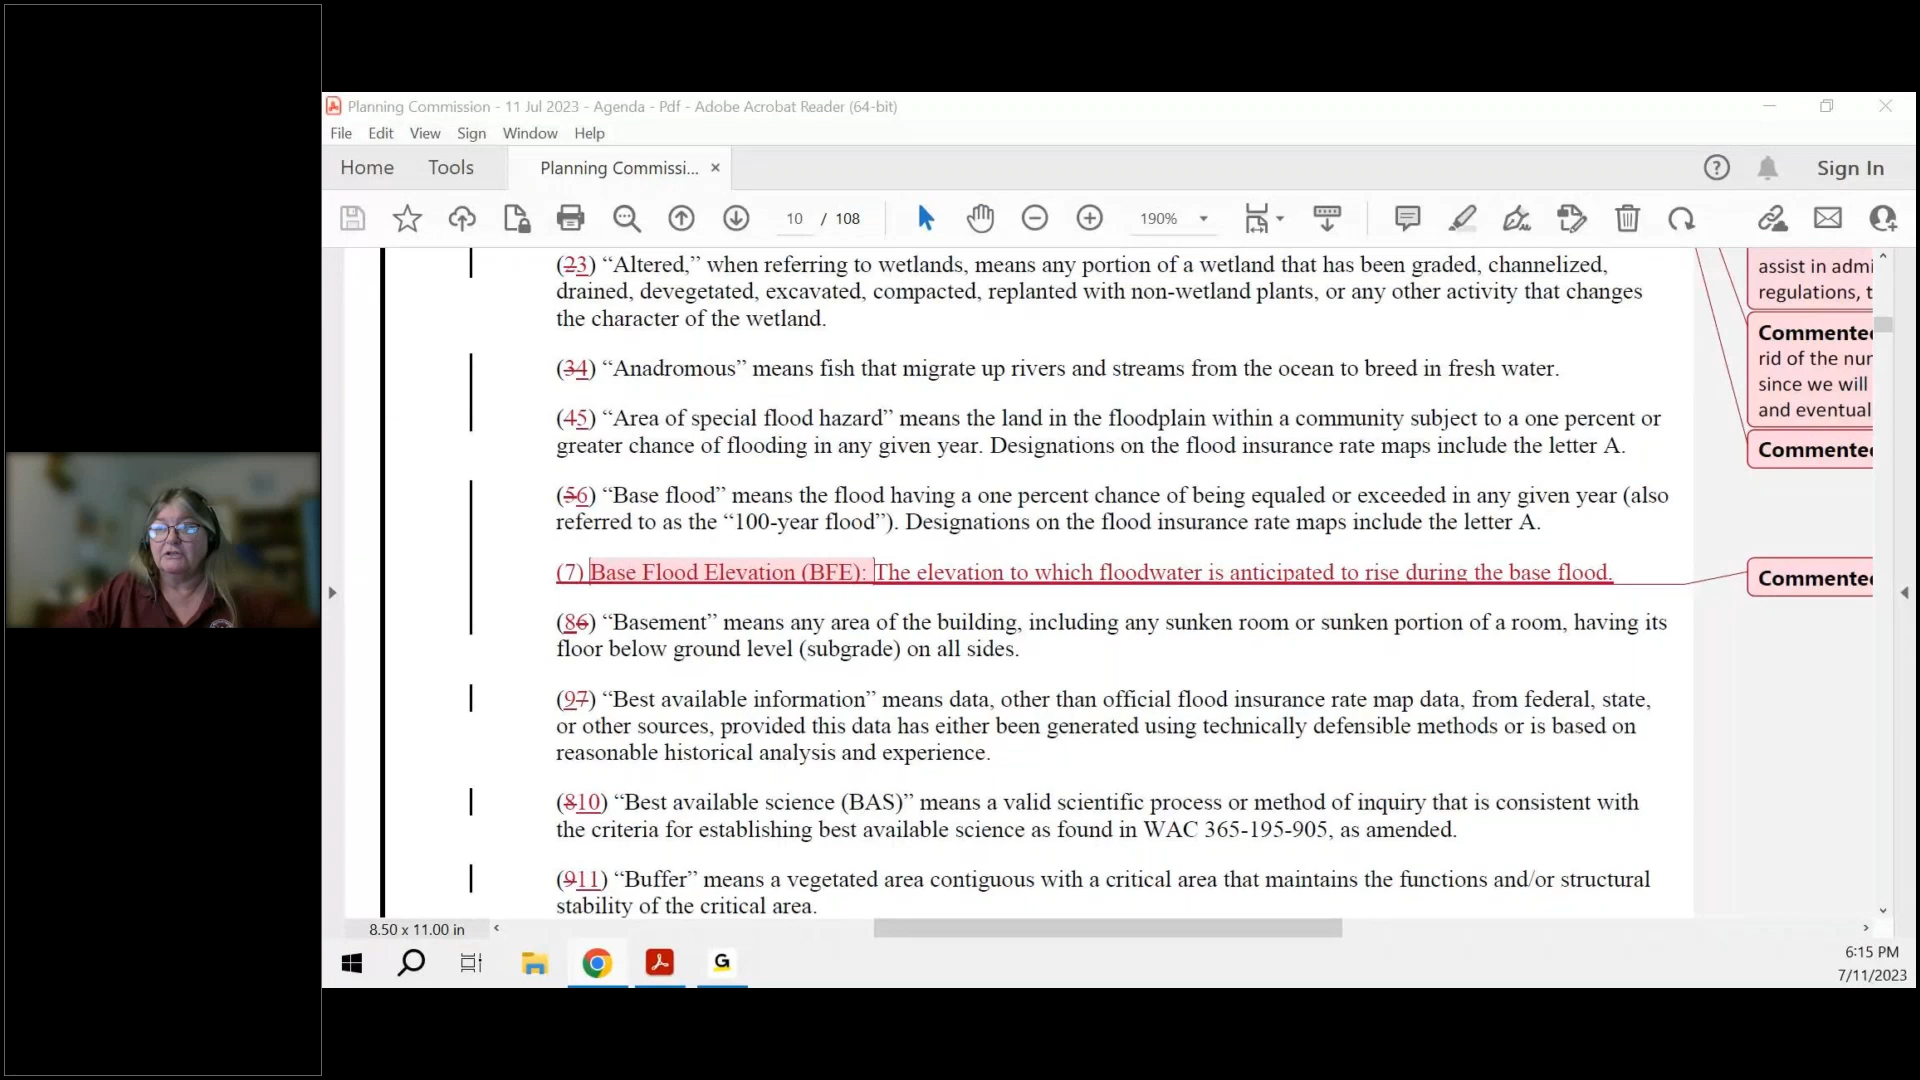 Planning Commission - 11 Jul 2023 - Agenda - Pdf - Adobe Acrobat Reader (64-bit)
File Edit View Sign Window Help
Home Tools Planning Commissi... × Sign In
10 / 108 190%
(23) “Altered,” when referring to wetlands, means any portion of a wetland that has been graded, channelized,
drained, devegetated, excavated, compacted, replanted with non-wetland plants, or any other activity that changes
the character of the wetland.
(34) “Anadromous” means fish that migrate up rivers and streams from the ocean to breed in fresh water.
(45) “Area of special flood hazard” means the land in the floodplain within a community subject to a one percent or
greater chance of flooding in any given year. Designations on the flood insurance rate maps include the letter A.
(56) “Base flood” means the flood having a one percent chance of being equaled or exceeded in any given year (also
referred to as the “100-year flood”). Designations on the flood insurance rate maps include the letter A.
(7) Base Flood Elevation (BFE): The elevation to which floodwater is anticipated to rise during the base flood.
(86) “Basement” means any area of the building, including any sunken room or sunken portion of a room, having its
floor below ground level (subgrade) on all sides.
(97) “Best available information” means data, other than official flood insurance rate map data, from federal, state,
or other sources, provided this data has either been generated using technically defensible methods or is based on
reasonable historical analysis and experience.
(810) “Best available science (BAS)” means a valid scientific process or method of inquiry that is consistent with
the criteria for establishing best available science as found in WAC 365-195-905, as amended.
(911) “Buffer” means a vegetated area contiguous with a critical area that maintains the functions and/or structural
stability of the critical area.
assist in admi
regulations, t
Commented
rid of the nur
since we will
and eventual
Commented
Commented
8.50 x 11.00 in
G
6:15 PM
7/11/2023